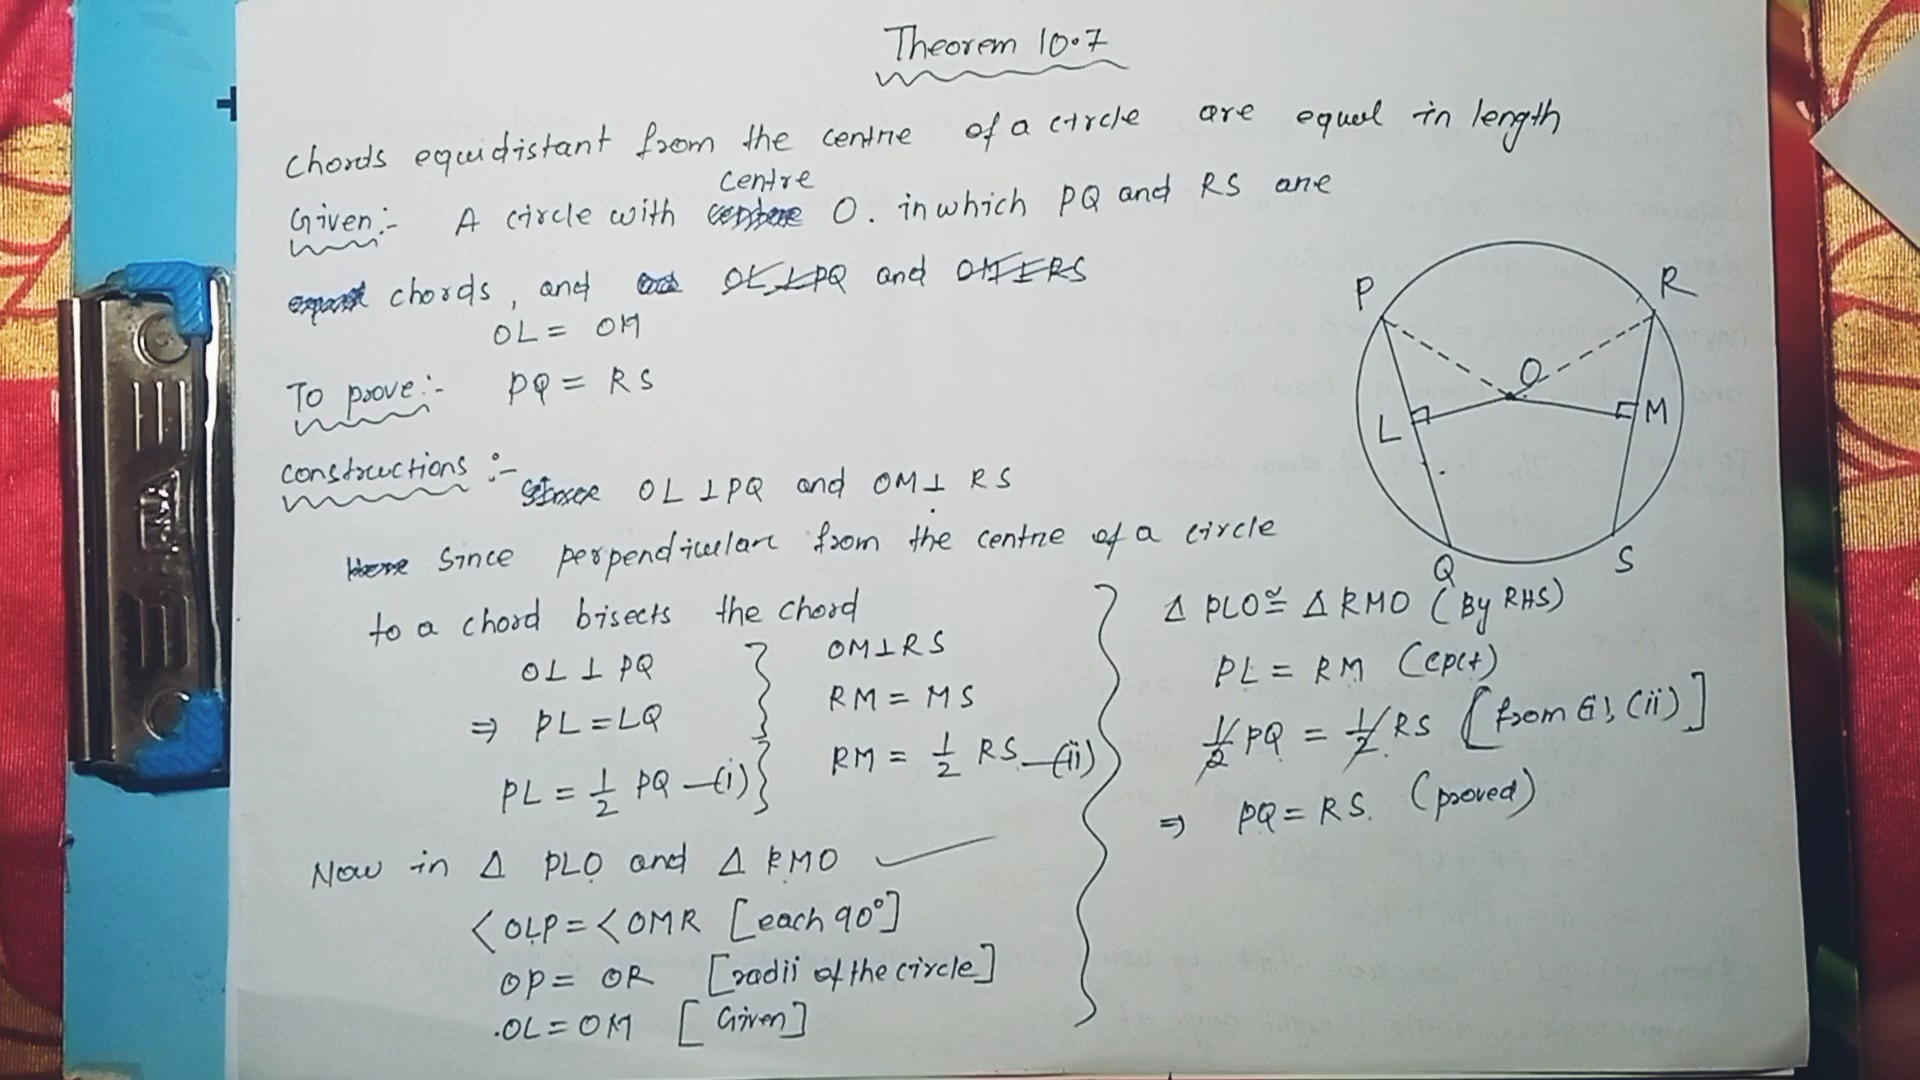 Theorem 10.7
Chords equidistant from the centre of a circle are equal in length
Given:- A circle with centre O. in which PQ and RS are
chords, and OL⊥PQ and OM⊥RS
OL = OM
To prove:- PQ = RS
constructions :- Since OL ⊥ PQ and OM ⊥ RS
Here Since perpendicular from the centre of a circle
to a chord bisects the chord
OL ⊥ PQ
⇒ PL = LQ
PL = 1/2 PQ —(i)
OM⊥RS
RM = MS
RM = 1/2 RS —(ii)
Now in Δ PLO and Δ RMO
<OLP = <OMR [each 90°]
OP = OR [radii of the circle]
.OL = OM [Given]
Δ PLO ≅ Δ RMO (By RHS)
PL = RM (cpct)
1/2 PQ = 1/2 RS [from (i), (ii)]
⇒ PQ = RS. (proved)
P
R
O
L
M
Q
S